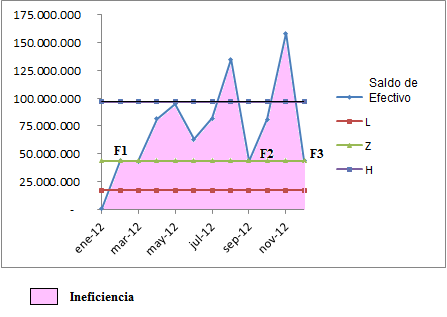 175.000.000
150.000.000
125.000.000
100.000.000
75.000.000
50.000.000
25.000.000
-
F1
F2
F3
ene-12
mar-12
may-12
jul-12
sep-12
nov-12
Saldo de
Efectivo
L
Z
H
Ineficiencia